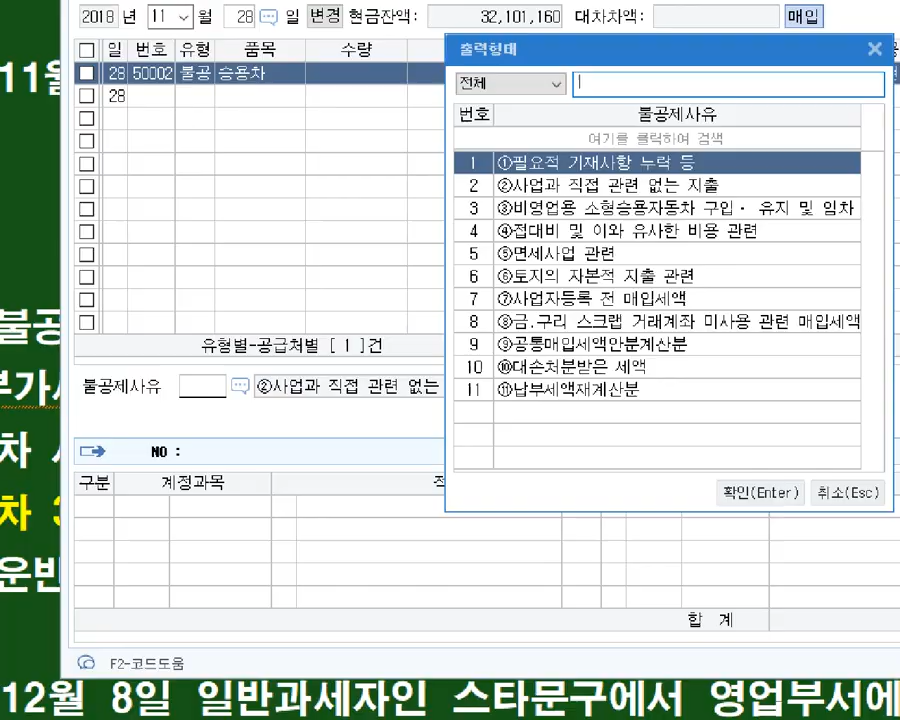 2018 년 11 월 28 일 변경 현금잔액: 32,101,160 대차차액: 매입
일 번호 유형 품목 수량
28 50002 불공 승용차
28
유형별-공급처별 [ 1 ]건
불공제사유 ②사업과 직접 관련 없는
NO :
구분 계정과목
합 계
F2-코드도움
출력형태
전체
번호 불공제사유
여기를 클릭하여 검색
1 ①필요적 기재사항 누락 등
2 ②사업과 직접 관련 없는 지출
3 ③비영업용 소형승용자동차 구입· 유지 및 임차
4 ④접대비 및 이와 유사한 비용 관련
5 ⑤면세사업 관련
6 ⑥토지의 자본적 지출 관련
7 ⑦사업자등록 전 매입세액
8 ⑧금.구리 스크랩 거래계좌 미사용 관련 매입세액
9 ⑨공통매입세액안분계산분
10 ⑩대손처분받은 세액
11 ⑪납부세액재계산분
확인(Enter) 취소(Esc)
11월
불공
부가
차
차 3
운반
12월 8일 일반과세자인 스타문구에서 영업부서에